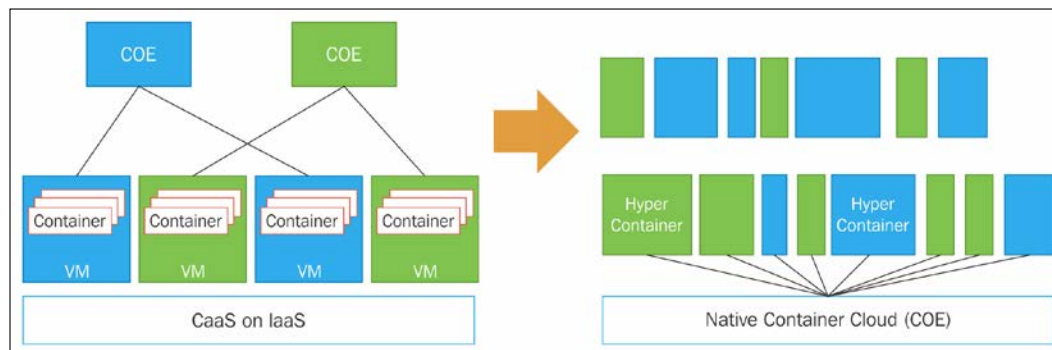 COE
COE
Container
Container
Container
Container
VM
VM
VM
VM
CaaS on IaaS
Hyper
Container
Hyper
Container
Native Container Cloud (COE)